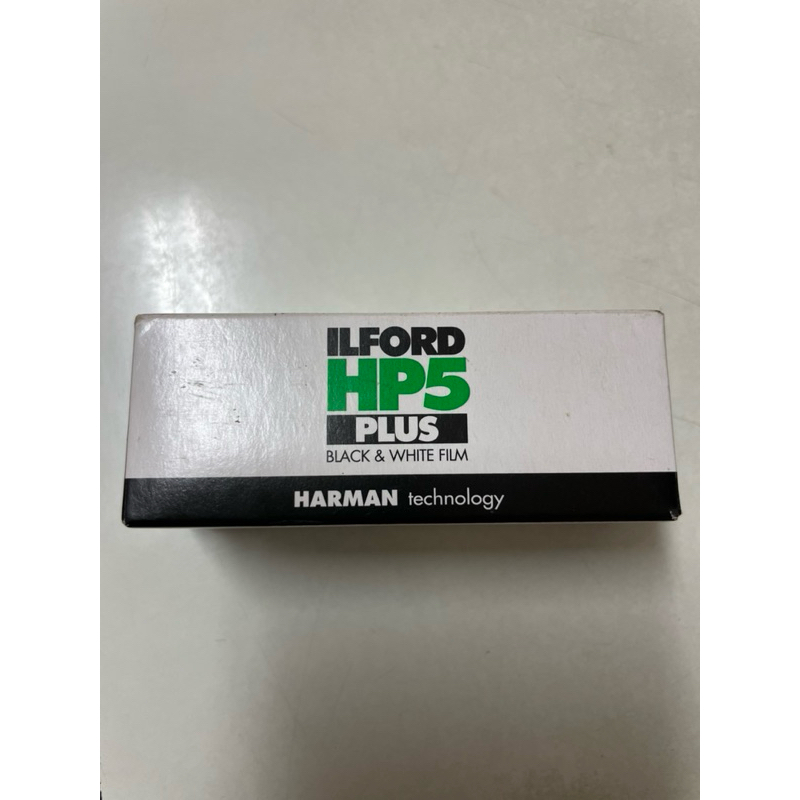 ILFORD
HP5
PLUS
BLACK & WHITE FILM
HARMAN technology